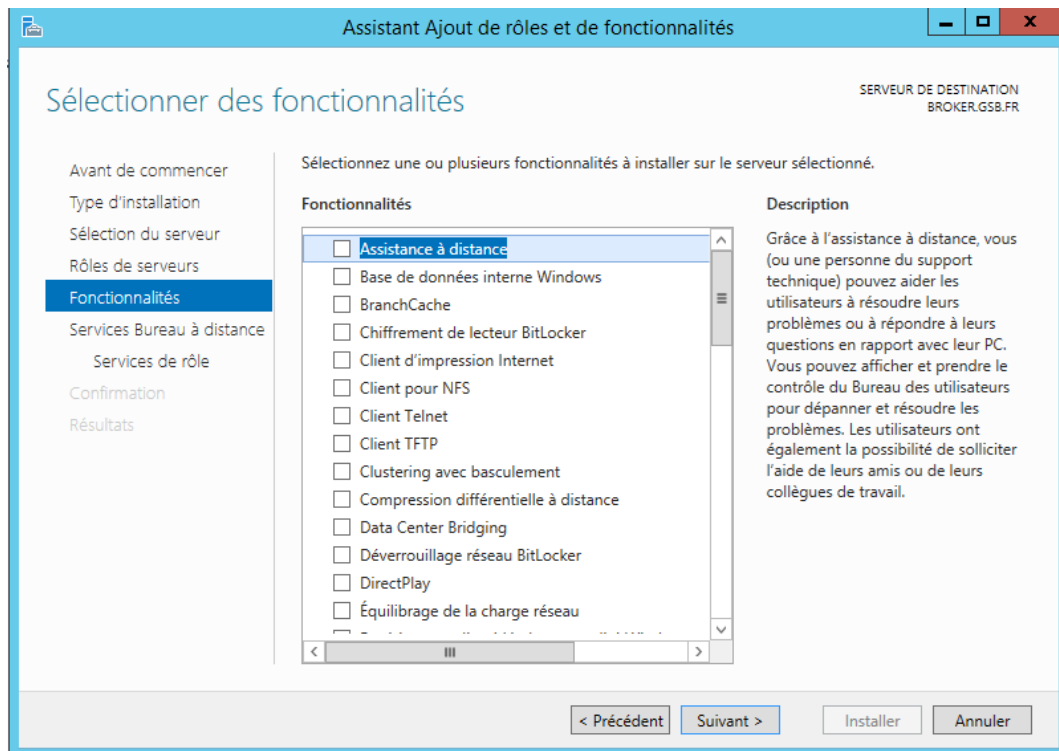 Assistant Ajout de rôles et de fonctionnalités
Sélectionner des fonctionnalités
SERVEUR DE DESTINATION
BROKER.GSB.FR
Avant de commencer
Type d'installation
Sélection du serveur
Rôles de serveurs
Fonctionnalités
Services Bureau à distance
Services de rôle
Confirmation
Résultats
Sélectionnez une ou plusieurs fonctionnalités à installer sur le serveur sélectionné.
Fonctionnalités
Assistance à distance
Base de données interne Windows
BranchCache
Chiffrement de lecteur BitLocker
Client d'impression Internet
Client pour NFS
Client Telnet
Client TFTP
Clustering avec basculement
Compression différentielle à distance
Data Center Bridging
Déverrouillage réseau BitLocker
DirectPlay
Équilibrage de la charge réseau
Description
Grâce à l'assistance à distance, vous
(ou une personne du support
technique) pouvez aider les
utilisateurs à résoudre leurs
problèmes ou à répondre à leurs
questions en rapport avec leur PC.
Vous pouvez afficher et prendre le
contrôle du Bureau des utilisateurs
pour dépanner et résoudre les
problèmes. Les utilisateurs ont
également la possibilité de solliciter
l'aide de leurs amis ou de leurs
collègues de travail.
< Précédent
Suivant >
Installer
Annuler